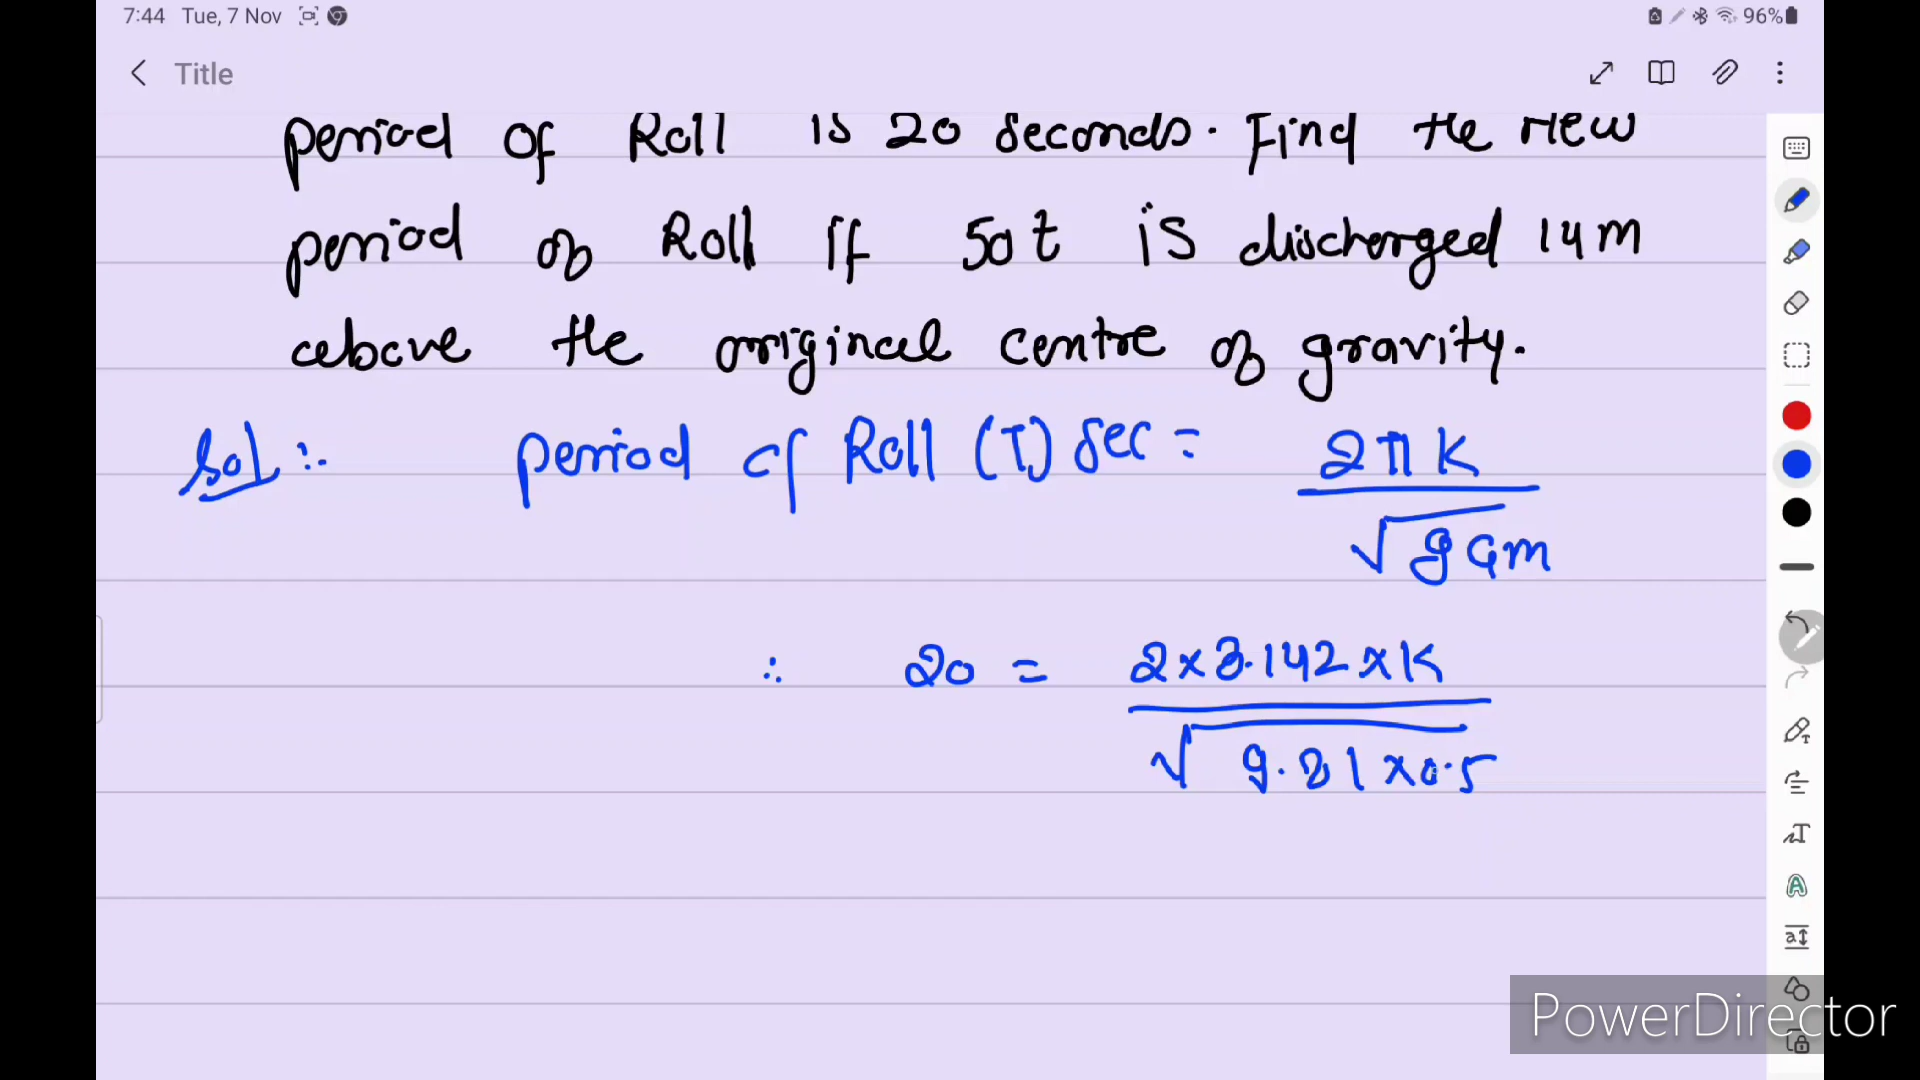 7:44 Tue, 7 Nov 96%
Title
period of Roll is 20 seconds. Find the new
period of Roll if 50t is discharged 14m
above the original centre of gravity.
Sol :- period of Roll (T) sec = 2πK
√gGm
∴ 20 = 2×3.142×K
√9.81×0.5
PowerDirector